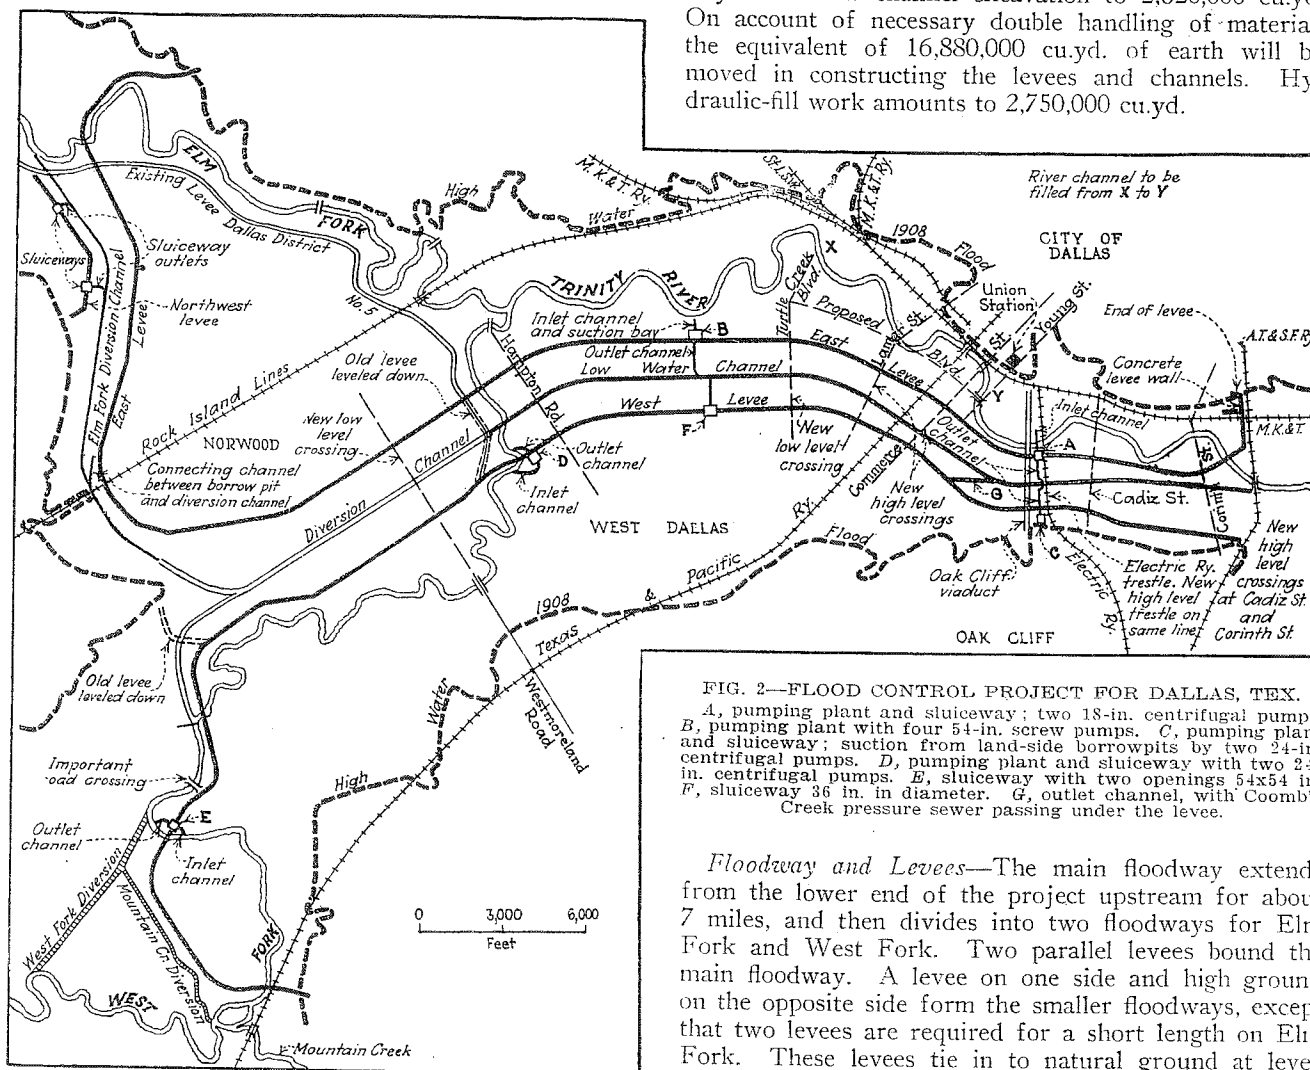 On account of necessary double handling of materia
the equivalent of 16,880,000 cu.yd. of earth will b
moved in constructing the levees and channels. Hy
draulic-fill work amounts to 2,750,000 cu.yd.
River channel to be
filled from X to Y
CITY OF
DALLAS
M. K. & T. Ry.
St.L.S.W.
M.K.&T. Ry.
High
Water
1908
Flood
ELM
FORK
Existing Levee Dallas District
No. 5
Sluiceways
Sluiceway
outlets
Northwest
levee
Elm Fork Diversion Channel
East
Levee
TRINITY
RIVER
X
Turtle Creek
Blvd.
Proposed
Blvd.
Lamar St.
Union
Station
Young St.
St.
End of levee
A.T.& S.F. Ry
Concrete
levee wall
M.K.& T.
Inlet channel
and suction bay
B
Outlet channel
Low Water Channel
East
Levee
West
Levee
F
Old levee
leveled down
Hampton
Rd.
Rock Island Lines
NORWOOD
New low
level
crossing
Channel
Diversion
Connecting channel
between borrow pit
and diversion channel
D
Outlet
channel
Inlet
channel
New
low level
crossing
Commerce
New
high level
crossings
Outlet
channel
Inlet channel
Y
A
G
C
Cadiz St.
Corinth
St.
WEST DALLAS
Ry.
Flood
Pacific
&
Texas
1908
Water
High
Oak Cliff
viaduct
Electric
Ry.
Electric Ry.
trestle. New
high level
trestle on
same line
New
high
level
crossings
at Cadiz St.
and
Corinth St.
OAK CLIFF
Westmoreland
Road
Old levee
leveled down
Important
road crossing
E
Outlet
channel
Inlet
channel
West Fork Diversion
Mountain Cr. Diversion
WEST
FORK
Mountain Creek
0 3,000 6,000
Feet
FIG. 2—FLOOD CONTROL PROJECT FOR DALLAS, TEX.
A, pumping plant and sluiceway; two 18-in. centrifugal pump
B, pumping plant with four 54-in. screw pumps. C, pumping plan
and sluiceway; suction from land-side borrowpits by two 24-in
centrifugal pumps. D, pumping plant and sluiceway with two 24
in. centrifugal pumps. E, sluiceway with two openings 54x54 in
F, sluiceway 36 in. in diameter. G, outlet channel, with Coomb'
Creek pressure sewer passing under the levee.
Floodway and Levees—The main floodway extend
from the lower end of the project upstream for abou
7 miles, and then divides into two floodways for Elm
Fork and West Fork. Two parallel levees bound th
main floodway. A levee on one side and high groun
on the opposite side form the smaller floodways, excep
that two levees are required for a short length on Elm
Fork. These levees tie in to natural ground at leve